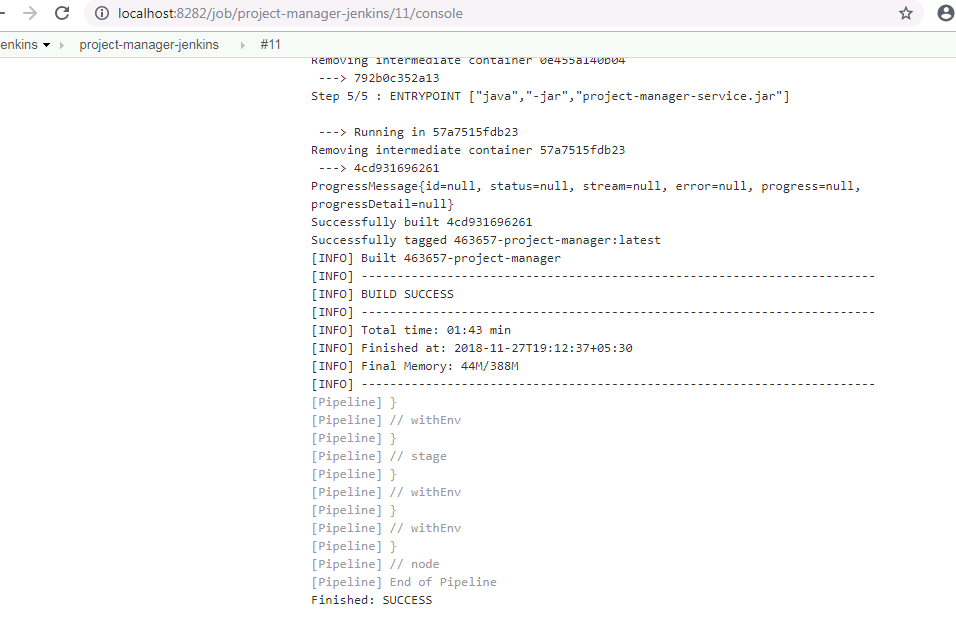 localhost:8282/job/project-manager-jenkins/11/console
enkins project-manager-jenkins #11
Removing intermediate container 0e455a140b04
---> 792b0c352a13
Step 5/5 : ENTRYPOINT ["java","-jar","project-manager-service.jar"]
---> Running in 57a7515fdb23
Removing intermediate container 57a7515fdb23
---> 4cd931696261
ProgressMessage{id=null, status=null, stream=null, error=null, progress=null,
progressDetail=null}
Successfully built 4cd931696261
Successfully tagged 463657-project-manager:latest
[INFO] Built 463657-project-manager
[INFO] ------------------------------------------------------------------------
[INFO] BUILD SUCCESS
[INFO] ------------------------------------------------------------------------
[INFO] Total time: 01:43 min
[INFO] Finished at: 2018-11-27T19:12:37+05:30
[INFO] Final Memory: 44M/388M
[INFO] ------------------------------------------------------------------------
[Pipeline] }
[Pipeline] // withEnv
[Pipeline] }
[Pipeline] // stage
[Pipeline] }
[Pipeline] // withEnv
[Pipeline] }
[Pipeline] // withEnv
[Pipeline] }
[Pipeline] // node
[Pipeline] End of Pipeline
Finished: SUCCESS